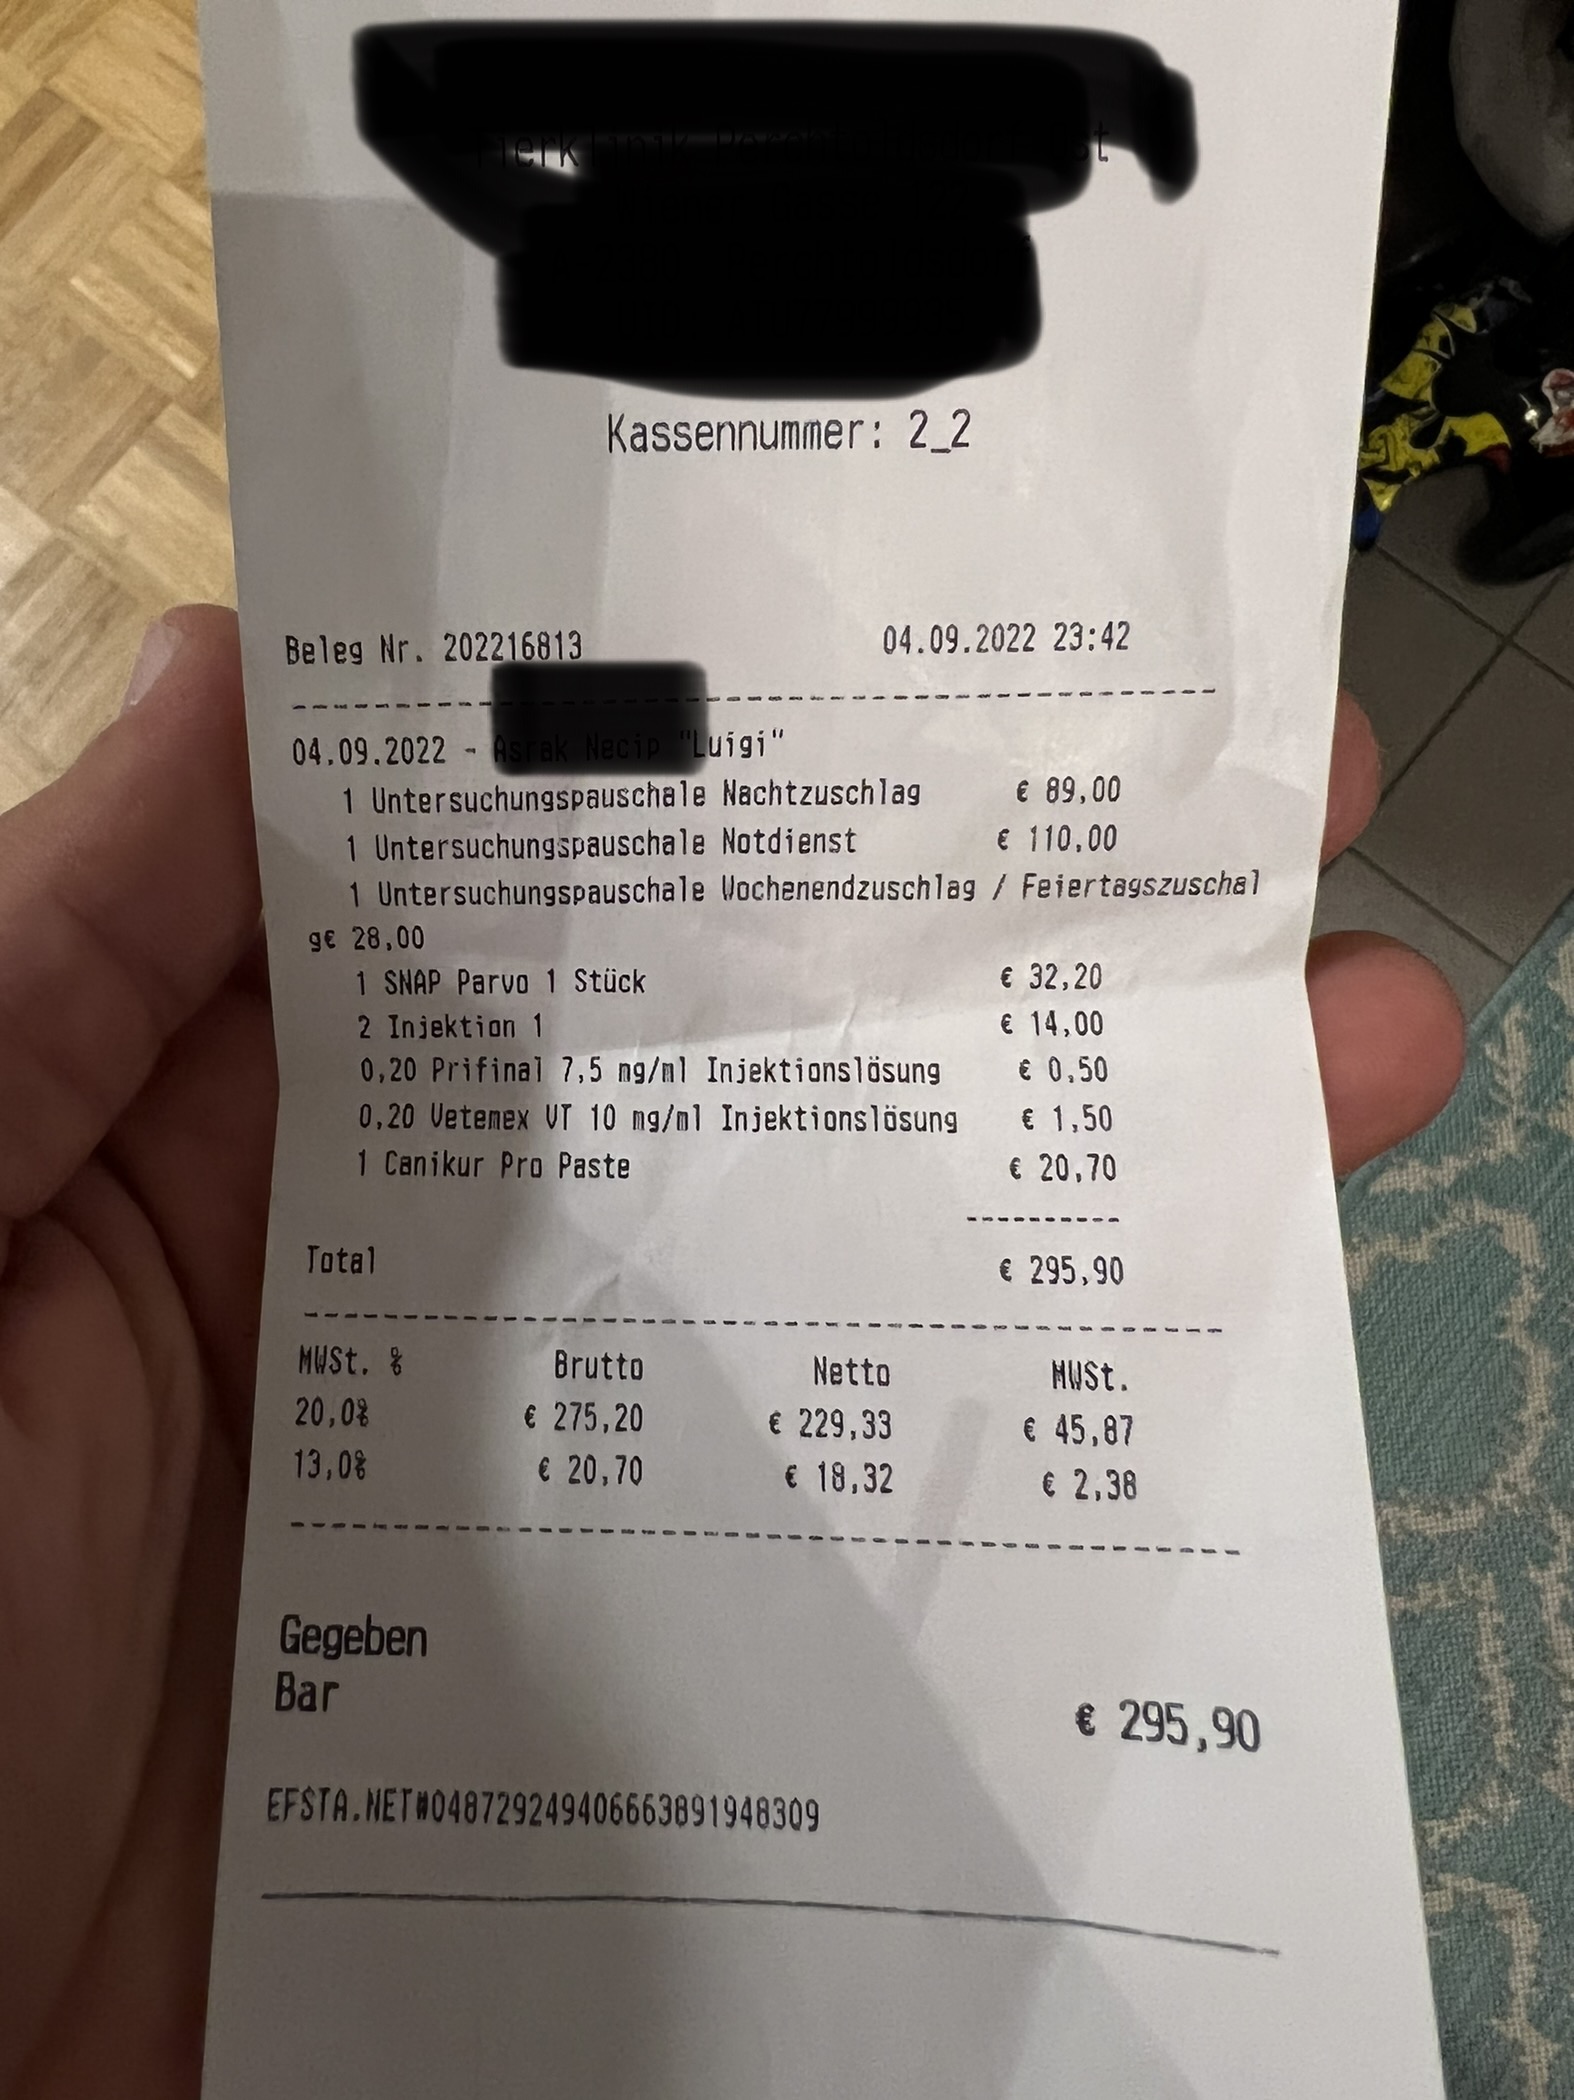 Kassennummer: 2_2
Beleg Nr. 202216813 04.09.2022 23:42
04.09.2022 - "Luigi"
1 Untersuchungspauschale Nachtzuschlag € 89,00
1 Untersuchungspauschale Notdienst € 110,00
1 Untersuchungspauschale Wochenendzuschlag / Feiertagszuschal
g€ 28,00
1 SNAP Parvo 1 Stück € 32,20
2 Injektion 1 € 14,00
0,20 Prifinal 7,5 mg/ml Injektionslösung € 0,50
0,20 Vetemex VT 10 mg/ml Injektionslösung € 1,50
1 Canikur Pro Paste € 20,70
Total € 295,90
MWSt. % Brutto Netto MWSt.
20,0% € 275,20 € 229,33 € 45,87
13,0% € 20,70 € 18,32 € 2,38
Gegeben
Bar € 295,90
EFSTA.NET#048729249406663891948309